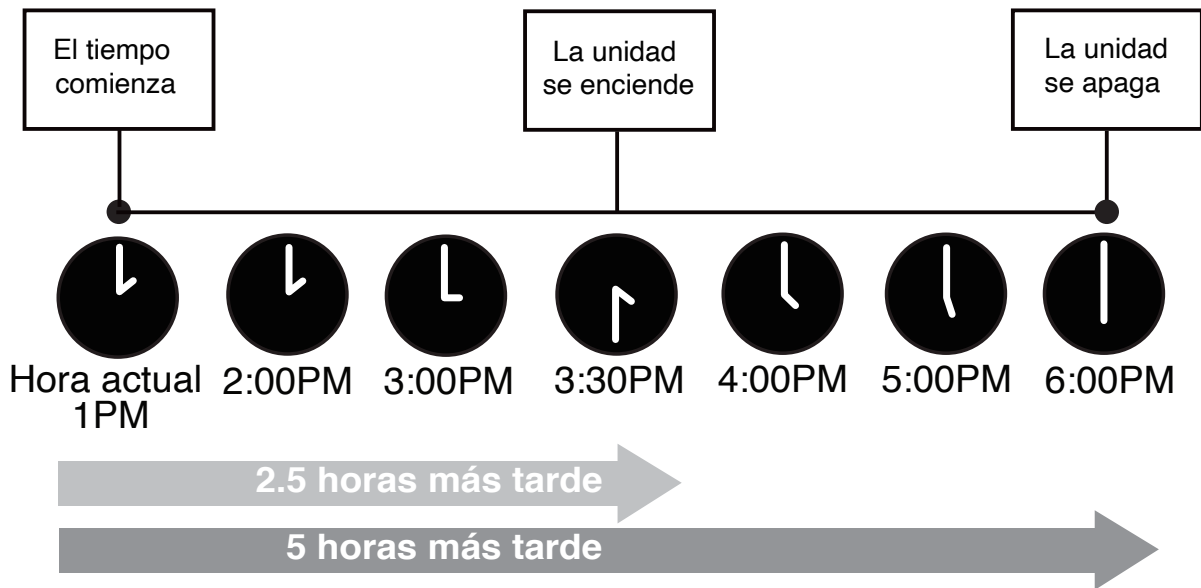 El tiempo
comienza
La unidad
se enciende
La unidad
se apaga
Hora actual
1PM
2:00PM
3:00PM
3:30PM
4:00PM
5:00PM
6:00PM
2.5 horas más tarde
5 horas más tarde